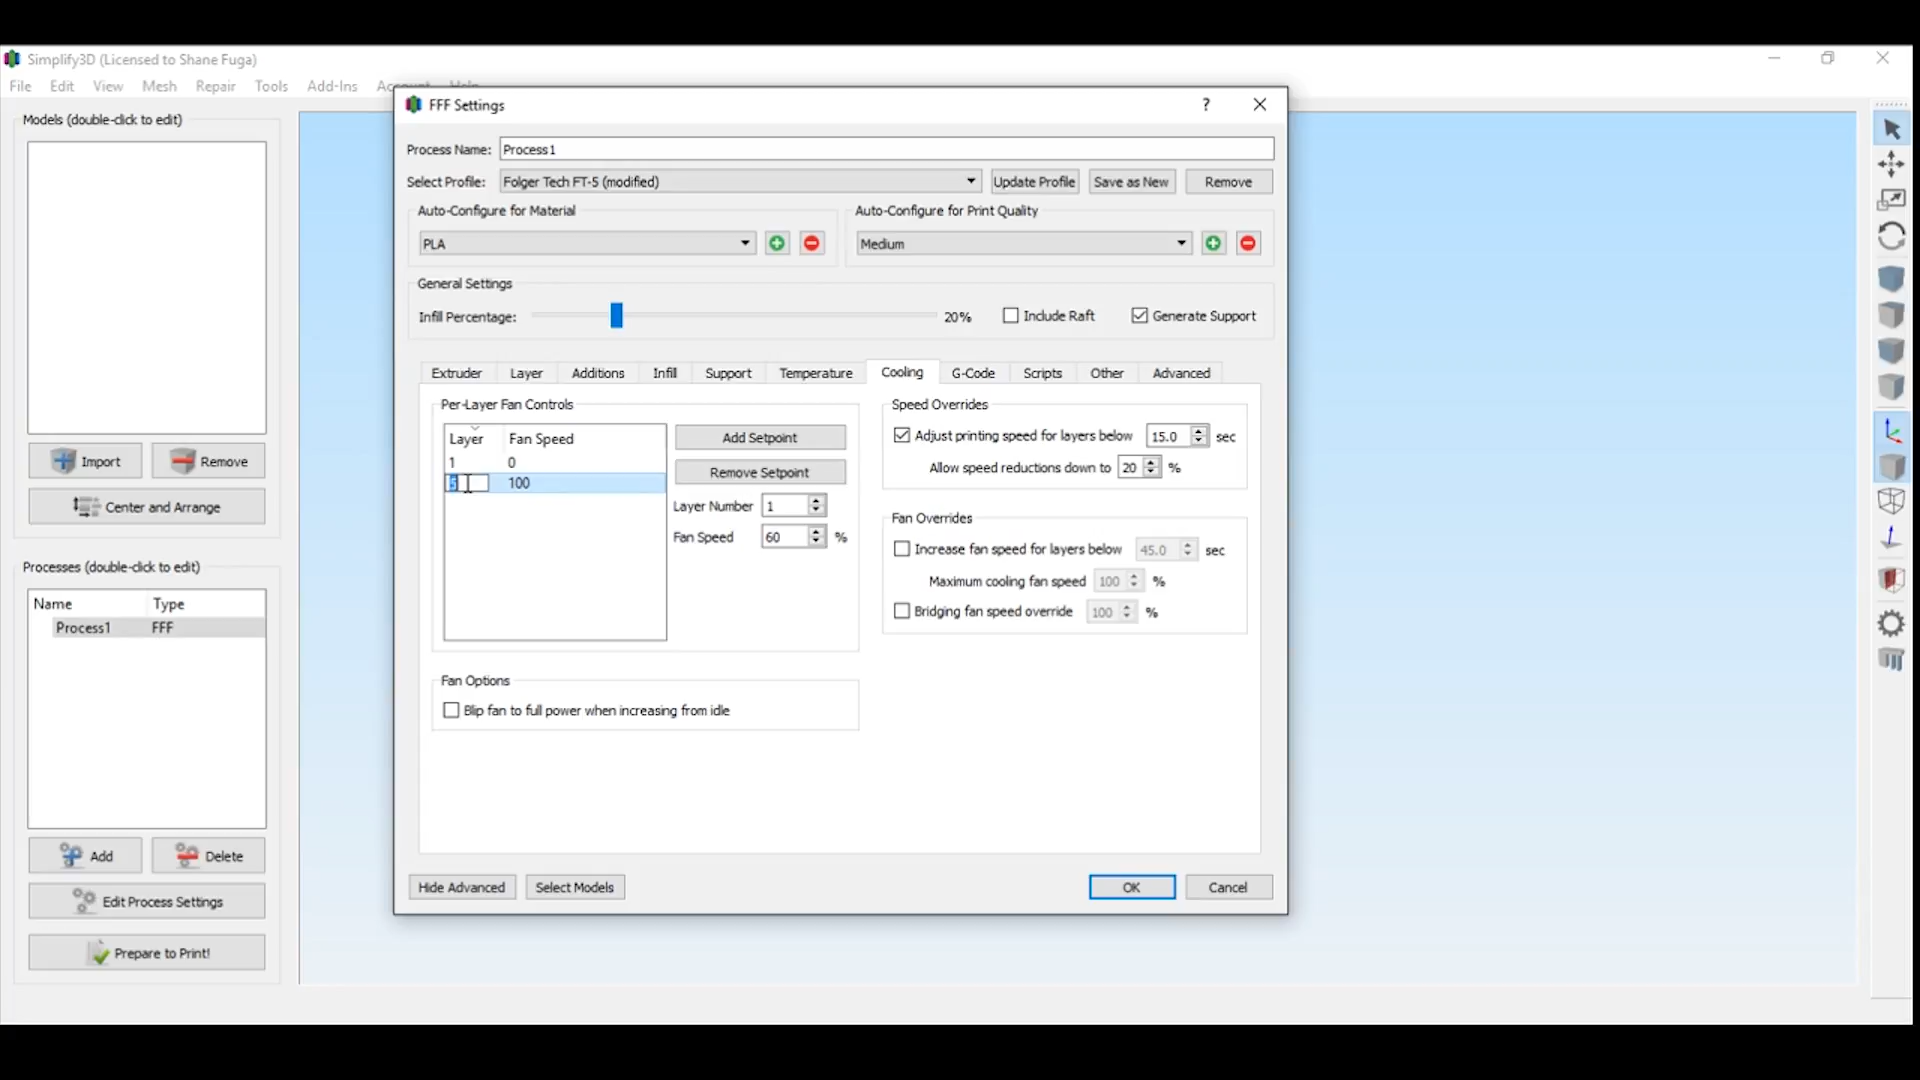 Simplify3D (Licensed to Shane Fuga)
File Edit View Mesh Repair Tools Add-Ins Account Help
Models (double-click to edit)
Import Remove
Center and Arrange
Processes (double-click to edit)
Name Type
Process1 FFF
Add Delete
Edit Process Settings
Prepare to Print!
FFF Settings ?
Process Name: Process1
Select Profile: Folger Tech FT-5 (modified) Update Profile Save as New Remove
Auto-Configure for Material Auto-Configure for Print Quality
PLA Medium
General Settings
Infill Percentage: 20% Include Raft Generate Support
Extruder Layer Additions Infill Support Temperature Cooling G-Code Scripts Other Advanced
Per-Layer Fan Controls
Layer Fan Speed
1 0
5 100
Add Setpoint
Remove Setpoint
Layer Number 1
Fan Speed 60 %
Fan Options
Blip fan to full power when increasing from idle
Speed Overrides
Adjust printing speed for layers below 15.0 sec
Allow speed reductions down to 20 %
Fan Overrides
Increase fan speed for layers below 45.0 sec
Maximum cooling fan speed 100 %
Bridging fan speed override 100 %
Hide Advanced Select Models OK Cancel